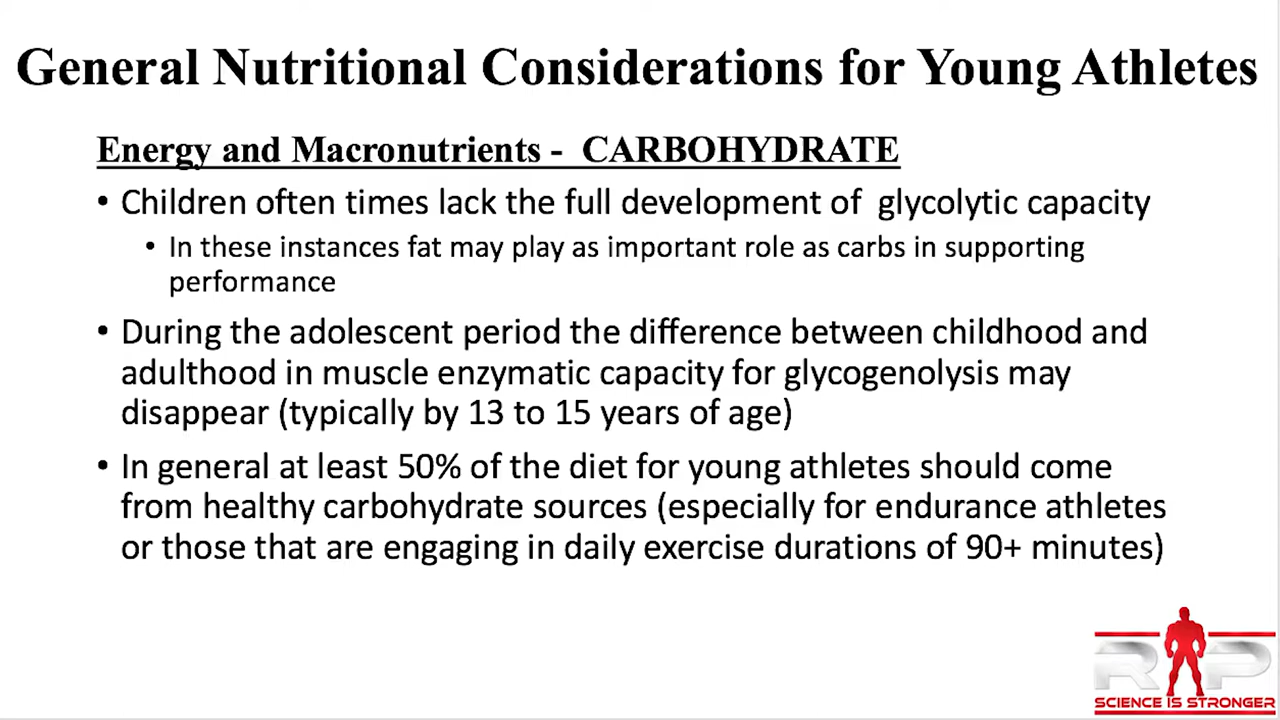 General Nutritional Considerations for Young Athletes
Energy and Macronutrients - CARBOHYDRATE
• Children often times lack the full development of glycolytic capacity
• In these instances fat may play as important role as carbs in supporting
performance
• During the adolescent period the difference between childhood and
adulthood in muscle enzymatic capacity for glycogenolysis may
disappear (typically by 13 to 15 years of age)
• In general at least 50% of the diet for young athletes should come
from healthy carbohydrate sources (especially for endurance athletes
or those that are engaging in daily exercise durations of 90+ minutes)
RP
SCIENCE IS STRONGER